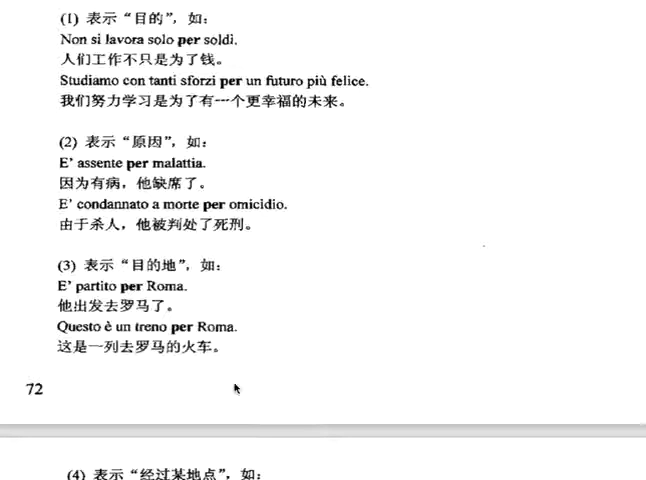 (1) 表示“目的”，如：
Non si lavora solo per soldi.
人们工作不只是为了钱。
Studiamo con tanti sforzi per un futuro più felice.
我们努力学习是为了有一个更幸福的未来。
(2) 表示“原因”，如：
E’ assente per malattia.
因为有病，他缺席了。
E’ condannato a morte per omicidio.
由于杀人，他被判处了死刑。
(3) 表示“目的地”，如：
E’ partito per Roma.
他出发去罗马了。
Questo è un treno per Roma.
这是一列去罗马的火车。
72
(4) 表示“经过某地点”，如：